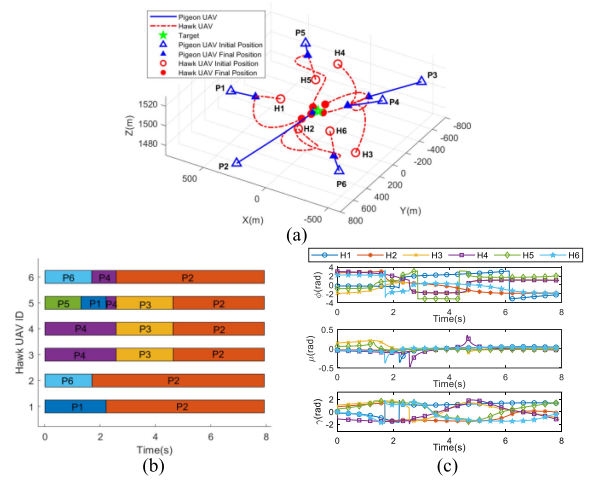 Pigeon UAV
Hawk UAV
Target
Pigeon UAV Initial Position
Pigeon UAV Final Position
Hawk UAV Initial Position
Hawk UAV Final Position
P5
H4
P3
H5
P1
H1
P4
H2
H6
H3
P2
P6
Z(m)
1520
1500
1480
500
0
-500
X(m)
-800
-600
-400
-200
0
200
400
600
800
Y(m)
(a)
Hawk UAV ID
6
P6
P4
P2
5
P5
P1
P4
P3
P2
4
P4
P3
P2
3
P4
P3
P2
2
P6
P2
1
P1
P2
0 2 4 6 8
Time(s)
(b)
H1 H2 H3 H4 H5 H6
ϕ(rad)
4
2
0
-2
-4
0 2 4 6 8
Time(s)
μ(rad)
0.5
0
-0.5
0 2 4 6 8
Time(s)
γ(rad)
2
1
0
-1
0 2 4 6 8
Time(s)
(c)